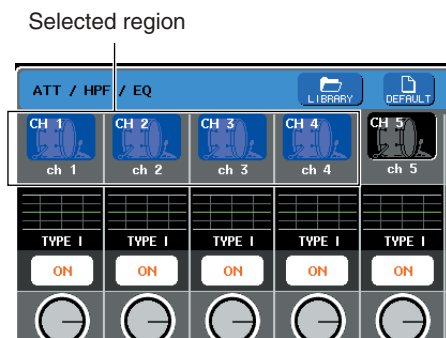 Selected region
ATT / HPF / EQ
LIBRARY
DEFAULT
CH 1 CH 2 CH 3 CH 4 CH 5
ch 1 ch 2 ch 3 ch 4 ch 5
TYPE I TYPE I TYPE I TYPE I TYPE I
ON ON ON ON ON